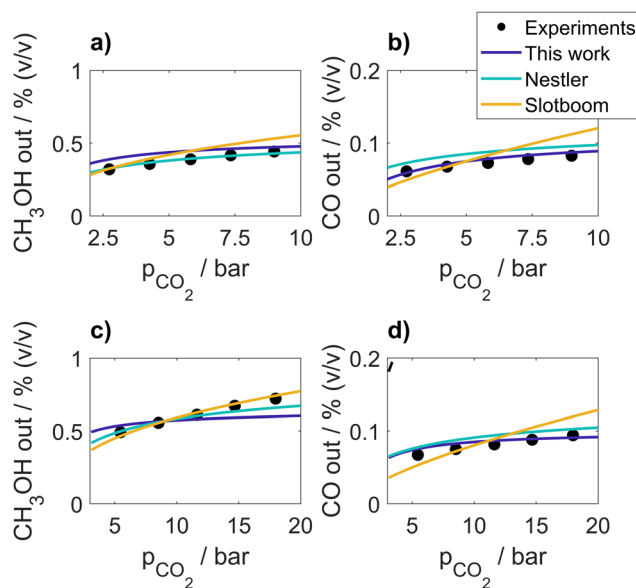 Experiments
This work
Nestler
Slotboom
a)
CH3OH out / % (v/v)
1
0.5
0
2.5 5 7.5 10
pCO2 / bar
b)
CO out / % (v/v)
0.2
0.1
0
2.5 5 7.5 10
pCO2 / bar
c)
CH3OH out / % (v/v)
1
0.5
0
5 10 15 20
pCO2 / bar
d)
CO out / % (v/v)
0.2
0.1
0
5 10 15 20
pCO2 / bar